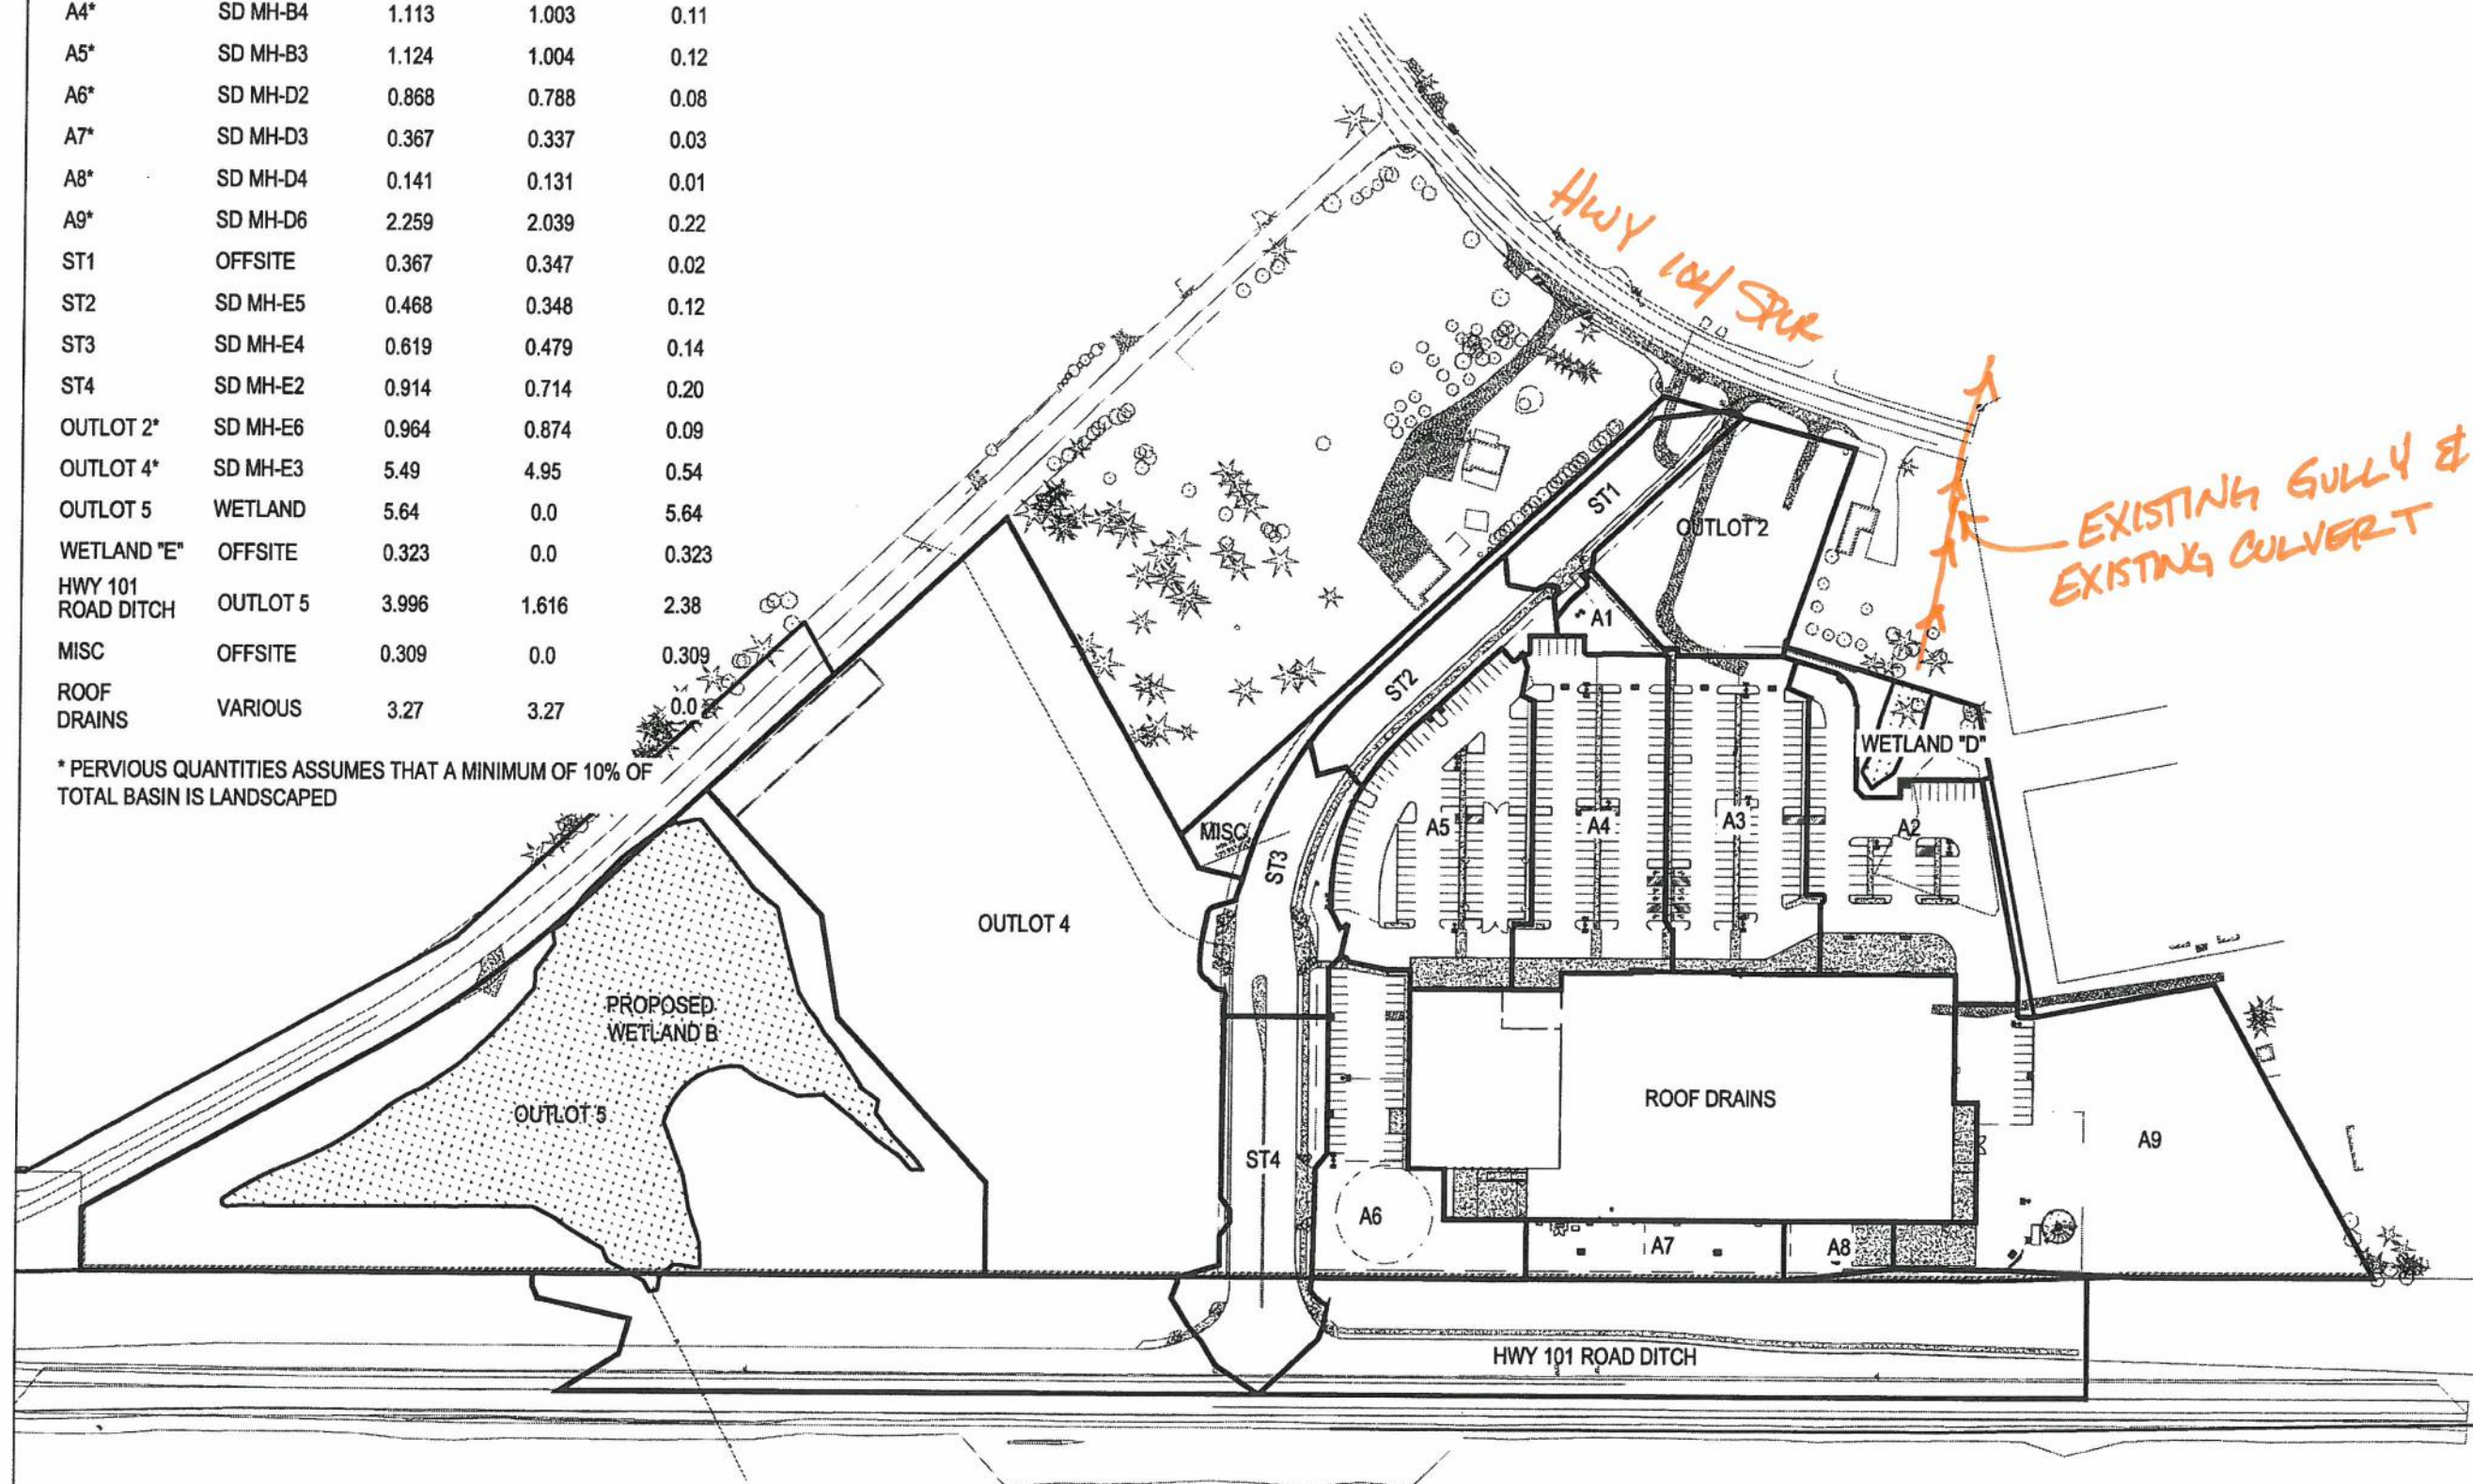 A4* SD MH-B4 1.113 1.003 0.11
A5* SD MH-B3 1.124 1.004 0.12
A6* SD MH-D2 0.868 0.788 0.08
A7* SD MH-D3 0.367 0.337 0.03
A8* SD MH-D4 0.141 0.131 0.01
A9* SD MH-D6 2.259 2.039 0.22
ST1 OFFSITE 0.367 0.347 0.02
ST2 SD MH-E5 0.468 0.348 0.12
ST3 SD MH-E4 0.619 0.479 0.14
ST4 SD MH-E2 0.914 0.714 0.20
OUTLOT 2* SD MH-E6 0.964 0.874 0.09
OUTLOT 4* SD MH-E3 5.49 4.95 0.54
OUTLOT 5 WETLAND 5.64 0.0 5.64
WETLAND "E" OFFSITE 0.323 0.0 0.323
HWY 101
ROAD DITCH OUTLOT 5 3.996 1.616 2.38
MISC OFFSITE 0.309 0.0 0.309
ROOF
DRAINS VARIOUS 3.27 3.27 0.0
* PERVIOUS QUANTITIES ASSUMES THAT A MINIMUM OF 10% OF
TOTAL BASIN IS LANDSCAPED
HWY 104 SPUR
EXISTING GULLY &
EXISTING CULVERT
ST1
OUTLOT 2
A1
ST2
WETLAND "D"
MISC
A5
A4
A3
A2
ST3
OUTLOT 4
PROPOSED
WETLAND B
OUTLOT 5
ROOF DRAINS
ST4
A9
A6
A7
A8
HWY 101 ROAD DITCH